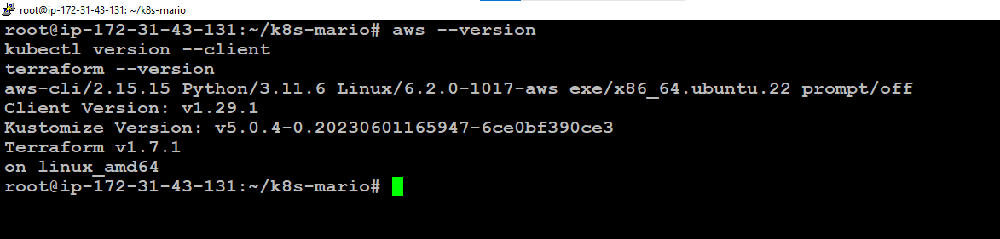 root@ip-172-31-43-131: ~/k8s-mario
root@ip-172-31-43-131:~/k8s-mario# aws --version
kubectl version --client
terraform --version
aws-cli/2.15.15 Python/3.11.6 Linux/6.2.0-1017-aws exe/x86_64.ubuntu.22 prompt/off
Client Version: v1.29.1
Kustomize Version: v5.0.4-0.20230601165947-6ce0bf390ce3
Terraform v1.7.1
on linux_amd64
root@ip-172-31-43-131:~/k8s-mario#